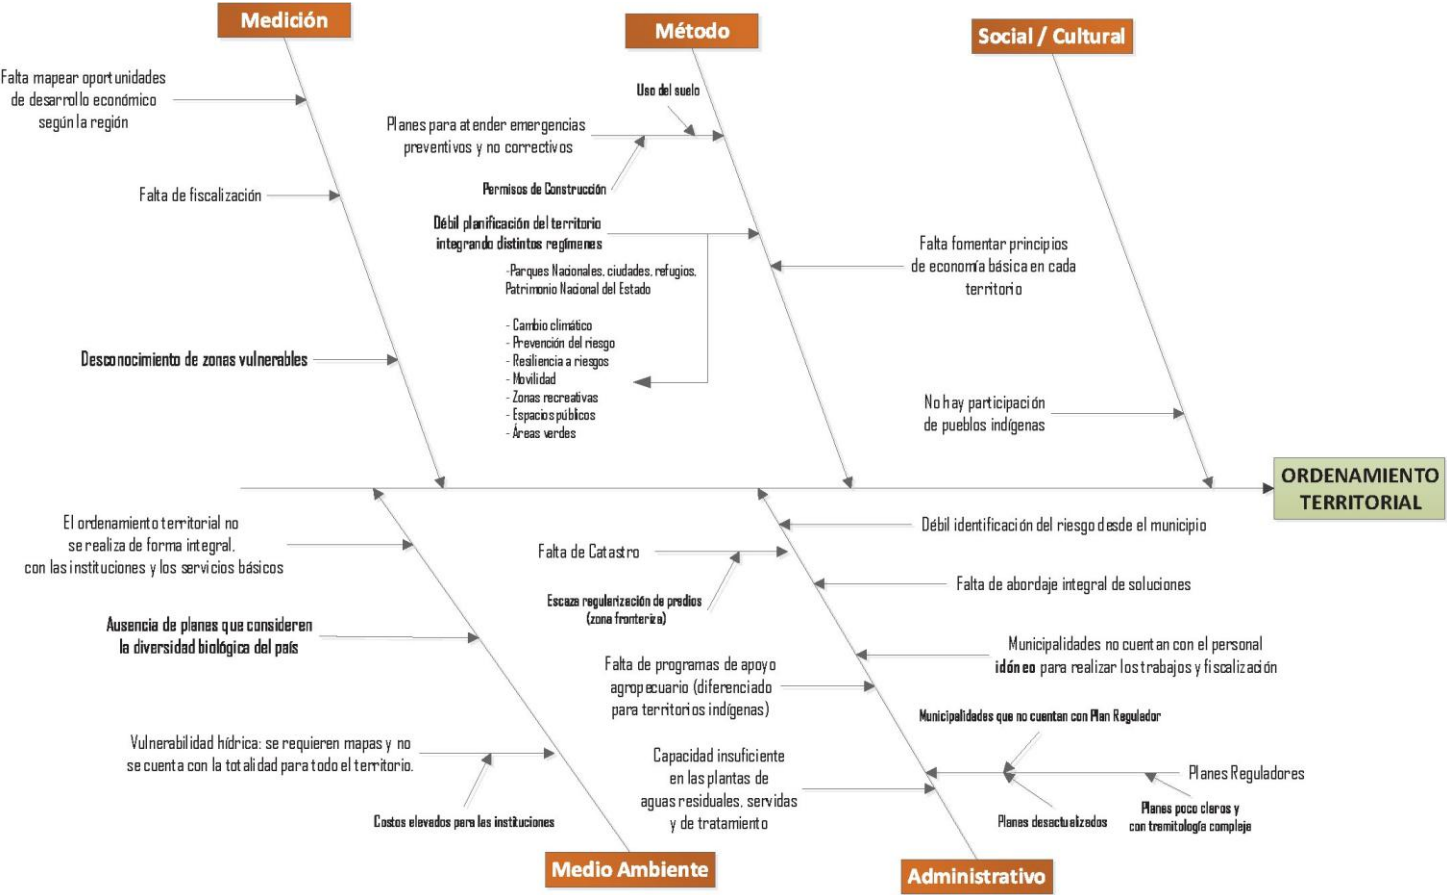 Medición
Método
Social / Cultural
Falta mapear oportunidades
de desarrollo económico
según la región
Falta de fiscalización
Desconocimiento de zonas vulnerables
Uso del suelo
Planes para atender emergencias
preventivos y no correctivos
Permisos de Construcción
Débil planificación del territorio
integrando distintos regímenes
-Parques Nacionales, ciudades, refugios,
Patrimonio Nacional del Estado
- Cambio climático
- Prevención del riesgo
- Resiliencia a riesgos
- Movilidad
- Zonas recreativas
- Espacios públicos
- Áreas verdes
Falta fomentar principios
de economía básica en cada
territorio
No hay participación
de pueblos indígenas
ORDENAMIENTO
TERRITORIAL
El ordenamiento territorial no
se realiza de forma integral,
con las instituciones y los servicios básicos
Ausencia de planes que consideren
la diversidad biológica del país
Vulnerabilidad hídrica: se requieren mapas y no
se cuenta con la totalidad para todo el territorio.
Costos elevados para las instituciones
Medio Ambiente
Falta de Catastro
Escaza regularización de predios
(zona fronteriza)
Falta de programas de apoyo
agropecuario (diferenciado
para territorios indígenas)
Capacidad insuficiente
en las plantas de
aguas residuales, servidas
y de tratamiento
Débil identificación del riesgo desde el municipio
Falta de abordaje integral de soluciones
Municipalidades no cuentan con el personal
idóneo para realizar los trabajos y fiscalización
Municipalidades que no cuentan con Plan Regulador
Planes Reguladores
Planes desactualizados
Planes poco claros y
con tramitología compleja
Administrativo